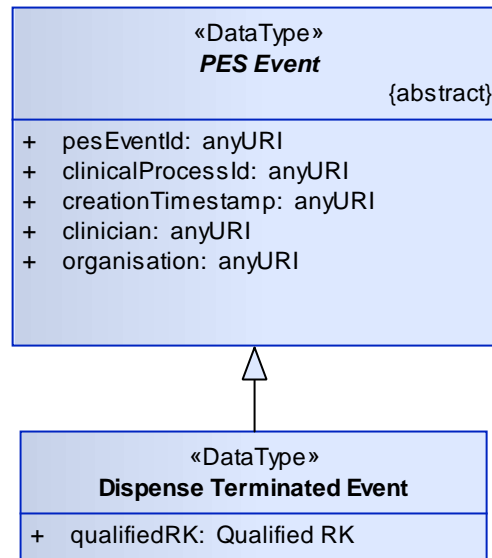 «DataType»
PES Event
{abstract}
+ pesEventId: anyURI
+ clinicalProcessId: anyURI
+ creationTimestamp: anyURI
+ clinician: anyURI
+ organisation: anyURI
«DataType»
Dispense Terminated Event
+ qualifiedRK: Qualified RK